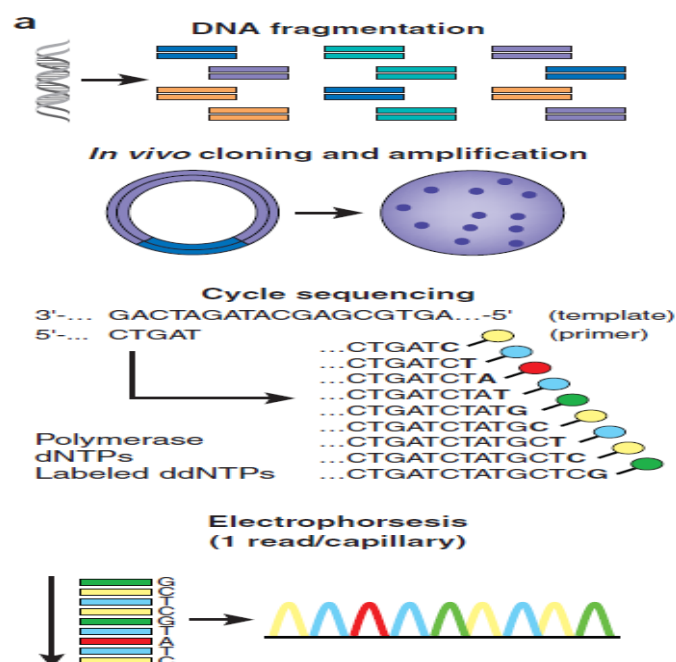 a
DNA fragmentation
In vivo cloning and amplification
Cycle sequencing
3'-... GACTAGATACGAGCGTGA...-5' (template)
5'-... CTGAT (primer)
...CTGATC
...CTGATCT
...CTGATCTA
...CTGATCTAT
...CTGATCTATG
...CTGATCTATGC
...CTGATCTATGCT
...CTGATCTATGCTC
...CTGATCTATGCTCG
Polymerase
dNTPs
Labeled ddNTPs
Electrophorsesis
(1 read/capillary)
G
C
T
C
G
T
A
T
C